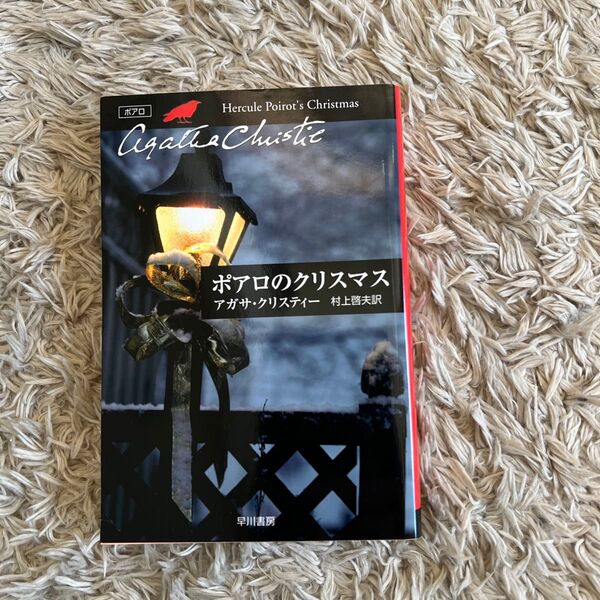 ポアロ
Hercule Poirot's Christmas
Agatha Christie
ポアロのクリスマス
アガサ・クリスティー 村上啓夫訳
早川書房